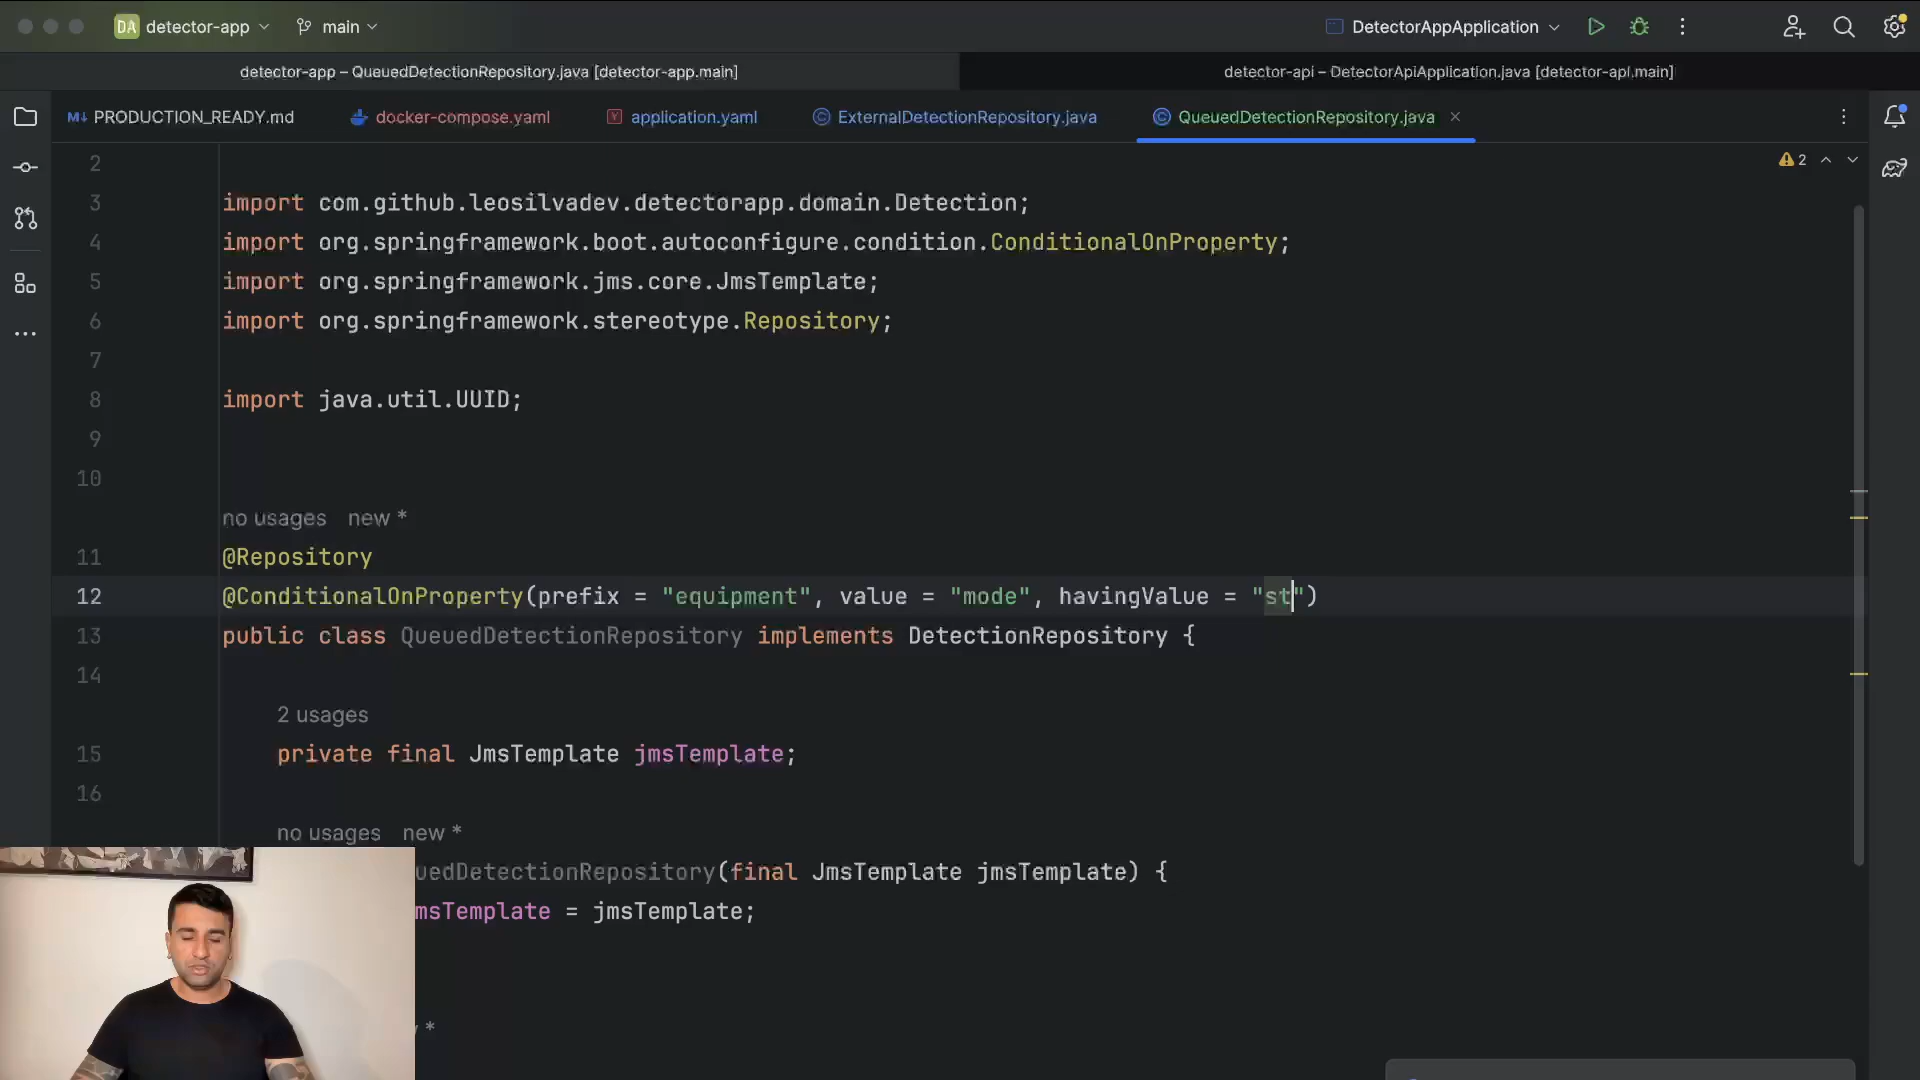 DA detector-app main DetectorAppApplication
detector-app – QueuedDetectionRepository.java [detector-app.main] detector-api – DetectorApiApplication.java [detector-api.main]
M↓ PRODUCTION_READY.md docker-compose.yaml Y application.yaml © ExternalDetectionRepository.java © QueuedDetectionRepository.java
2 2
3 import com.github.leosilvadev.detectorapp.domain.Detection;
4 import org.springframework.boot.autoconfigure.condition.ConditionalOnProperty;
5 import org.springframework.jms.core.JmsTemplate;
6 import org.springframework.stereotype.Repository;
7
8 import java.util.UUID;
9
10
no usages new *
11 @Repository
12 @ConditionalOnProperty(prefix = "equipment", value = "mode", havingValue = "st")
13 public class QueuedDetectionRepository implements DetectionRepository {
14
2 usages
15 private final JmsTemplate jmsTemplate;
16
no usages new *
uedDetectionRepository(final JmsTemplate jmsTemplate) {
msTemplate = jmsTemplate;
*